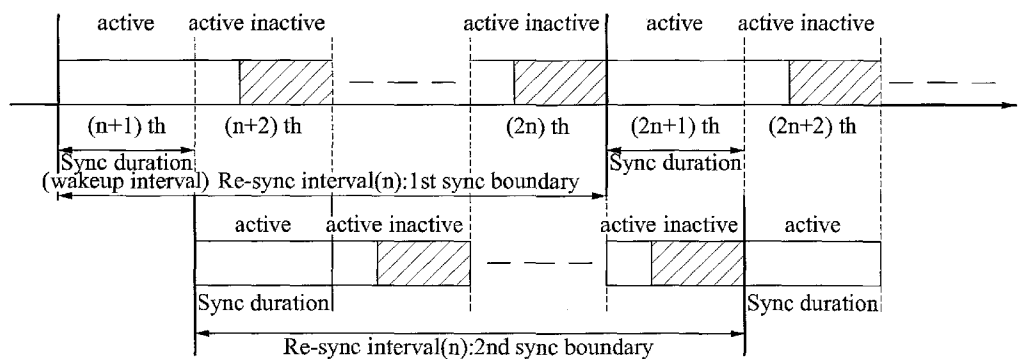 active active inactive active inactive active active inactive
(n+1) th (n+2) th (2n) th (2n+1) th (2n+2) th
Sync duration Sync duration
(wakeup interval) Re-sync interval(n):1st sync boundary
active active inactive active inactive active
Sync duration Sync duration
Re-sync interval(n):2nd sync boundary